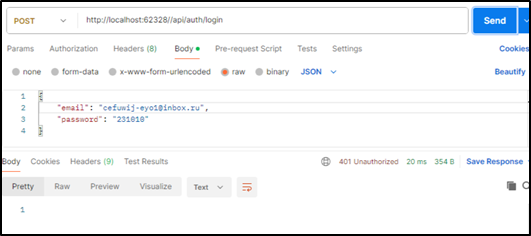 POST http://localhost:62328//api/auth/login Send
Params Authorization Headers (8) Body Pre-request Script Tests Settings Cookies
none form-data x-www-form-urlencoded raw binary JSON Beautify
1 {
2 "email": "cefuwij-eyo1@inbox.ru",
3 "password": "231010"
4 }
Body Cookies Headers (9) Test Results 401 Unauthorized 20 ms 354 B Save Response
Pretty Raw Preview Visualize Text
1